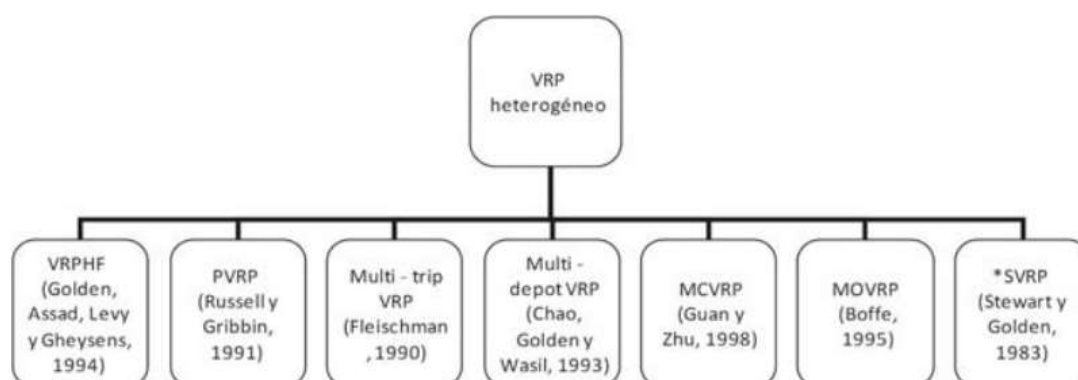 VRP
heterogéneo
VRPHF
(Golden,
Assad, Levy
y Gheysens,
1994)
PVRP
(Russell y
Gribbin,
1991)
Multi - trip
VRP
(Fleischman
, 1990)
Multi -
depot VRP
(Chao,
Golden y
Wasil, 1993)
MCVRP
(Guan y
Zhu, 1998)
MOVRP
(Boffe,
1995)
*SVRP
(Stewart y
Golden,
1983)